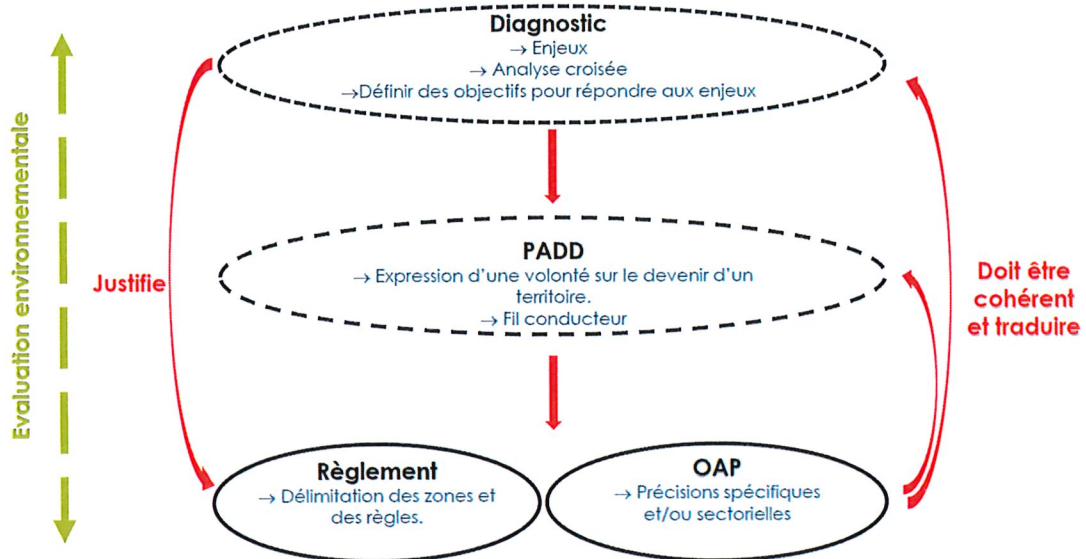 Diagnostic
→ Enjeux
→ Analyse croisée
→Définir des objectifs pour répondre aux enjeux
Evaluation environnementale
Justifie
PADD
→ Expression d'une volonté sur le devenir d'un
territoire.
→ Fil conducteur
Doit être
cohérent
et traduire
Règlement
→ Délimitation des zones et
des règles.
OAP
→ Précisions spécifiques
et/ou sectorielles